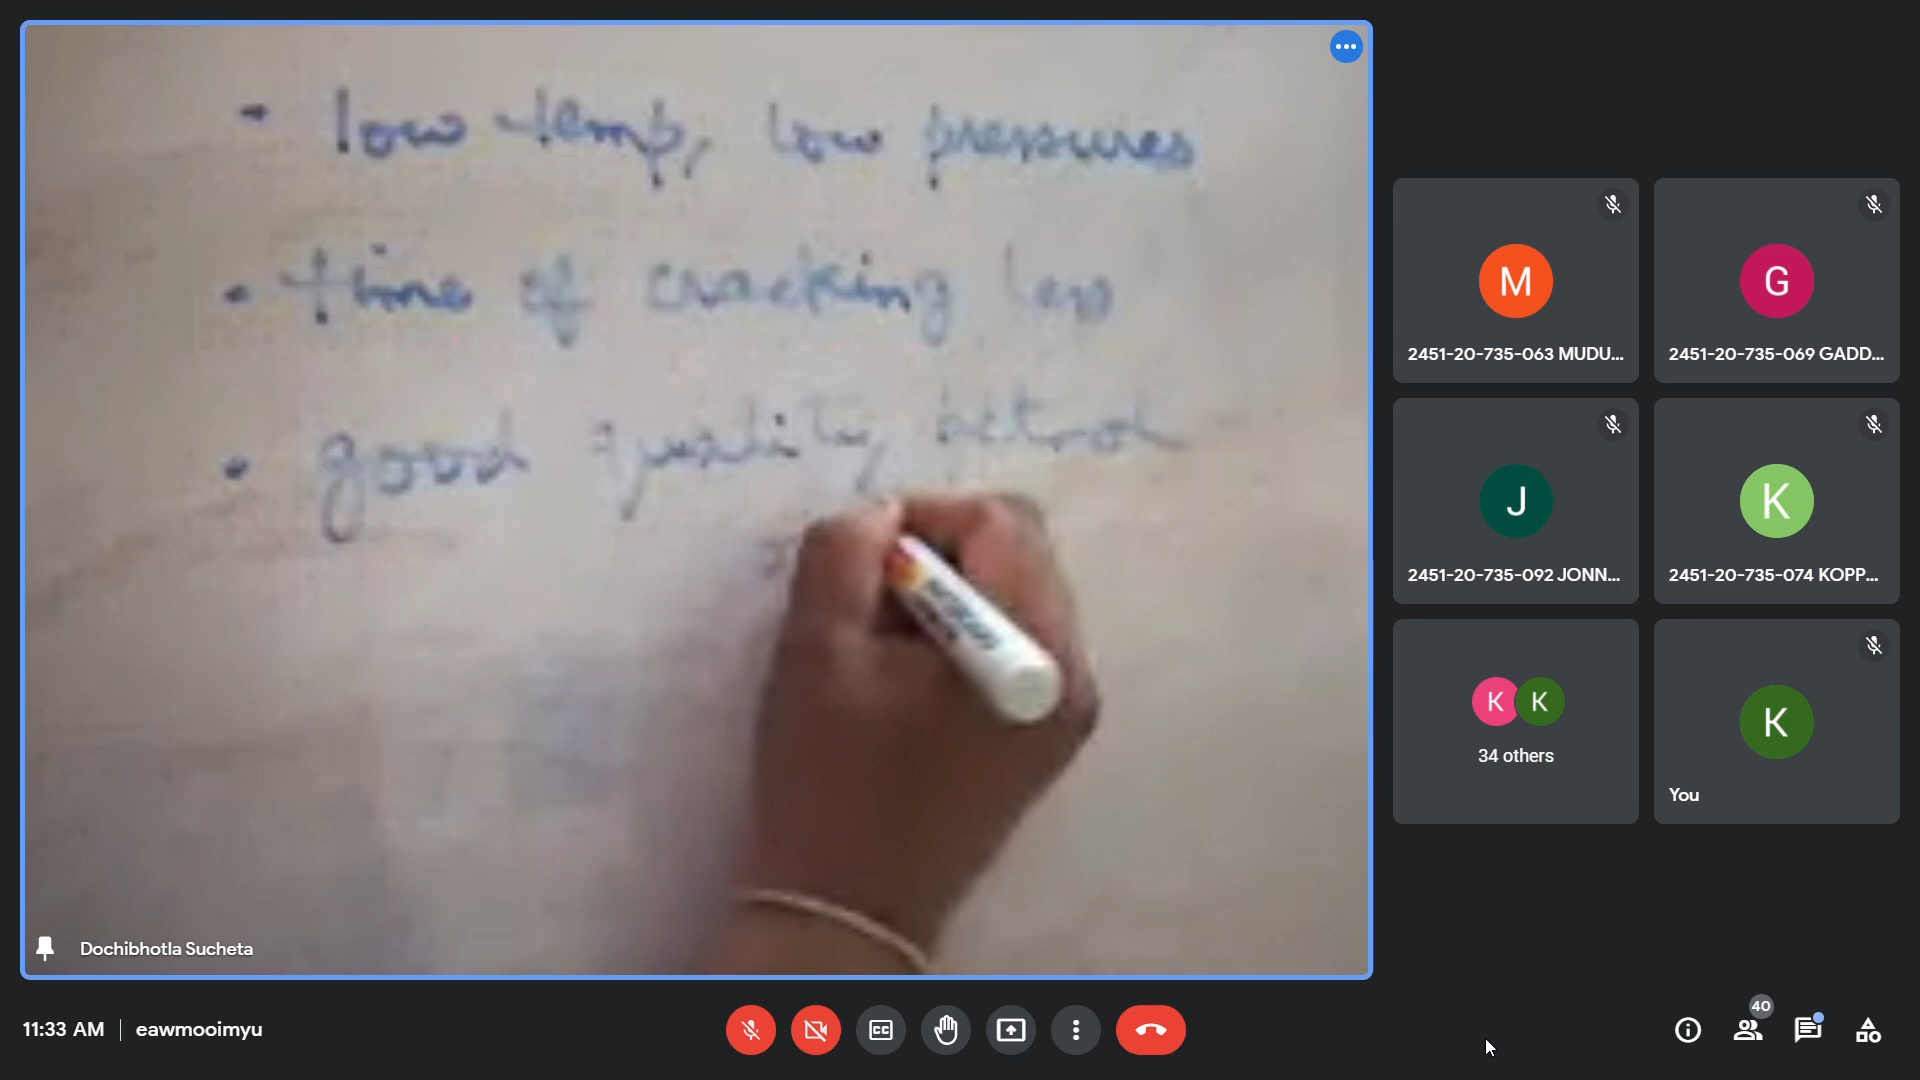 • low temp, low pressures
• time of cracking less
• good quality petrol
Dochibhotla Sucheta
M
2451-20-735-063 MUDU...
G
2451-20-735-069 GADD...
J
2451-20-735-092 JONN...
K
2451-20-735-074 KOPP...
K K
34 others
K
You
11:33 AM | eawmooimyu
CC
40